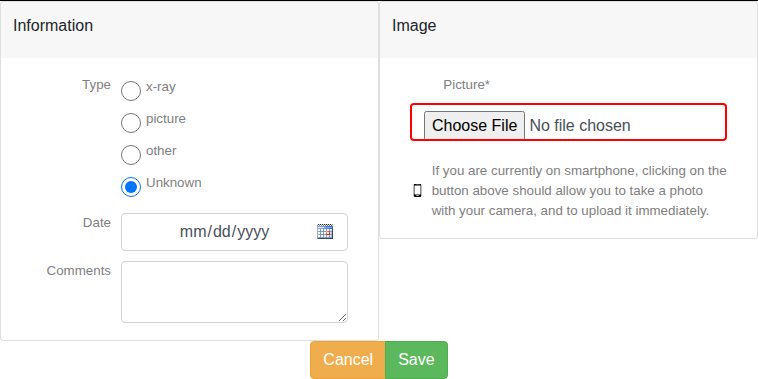 Information
Type
x-ray
picture
other
Unknown
Date
mm/dd/yyyy
Comments
Image
Picture*
Choose File No file chosen
If you are currently on smartphone, clicking on the
button above should allow you to take a photo
with your camera, and to upload it immediately.
Cancel
Save